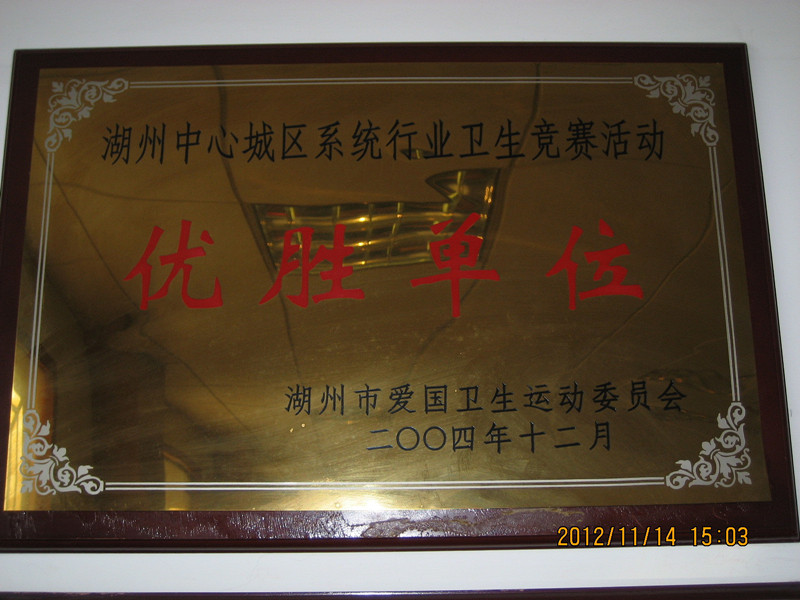 湖州中心城区系统行业卫生竞赛活动
优胜单位
湖州市爱国卫生运动委员会
二〇〇四年十二月
2012/11/14 15:03